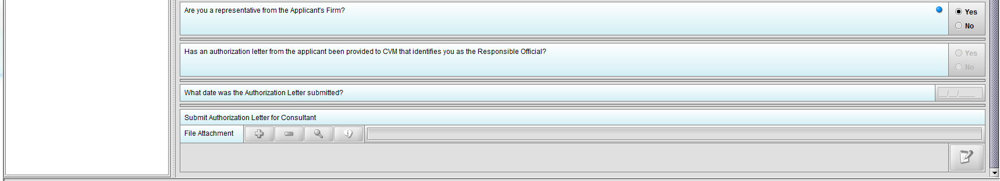 Are you a representative from the Applicant's Firm?
Yes
No
Has an authorization letter from the applicant been provided to CVM that identifies you as the Responsible Official?
Yes
No
What date was the Authorization Letter submitted?
__/__/____
Submit Authorization Letter for Consultant
File Attachment